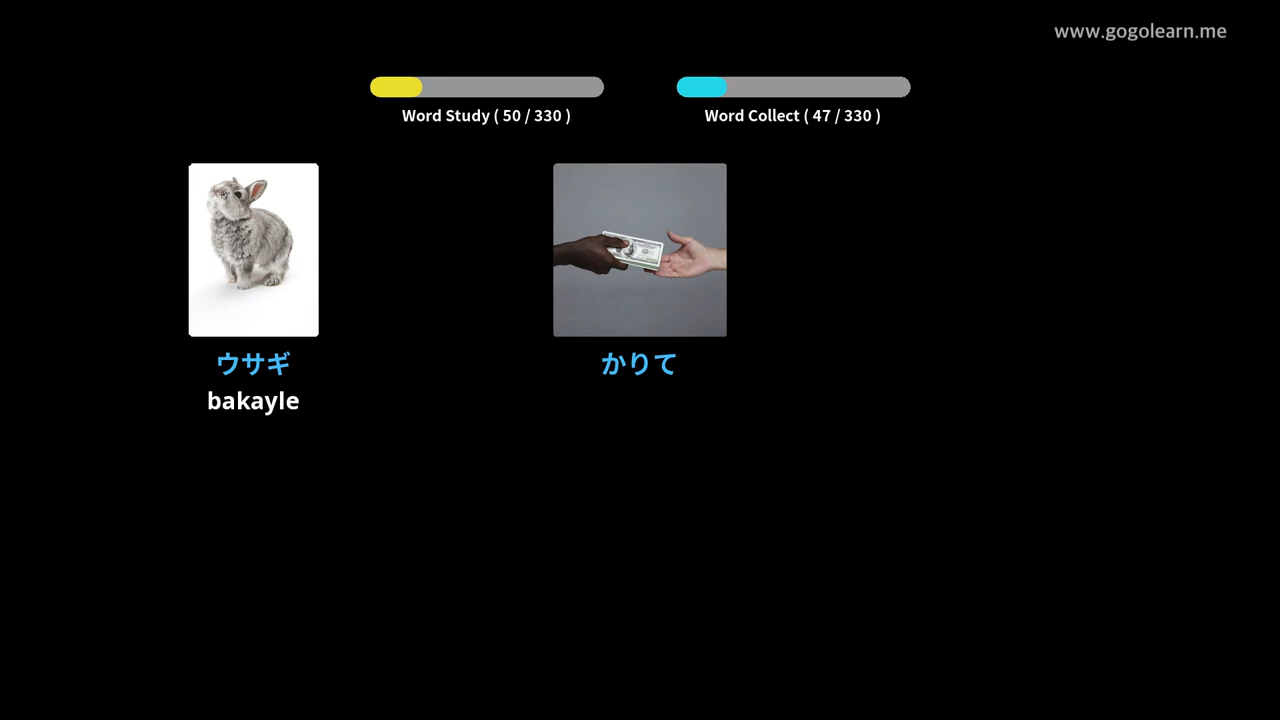 www.gogolearn.me
Word Study ( 50 / 330 )
Word Collect ( 47 / 330 )
ウサギ
bakayle
かりて